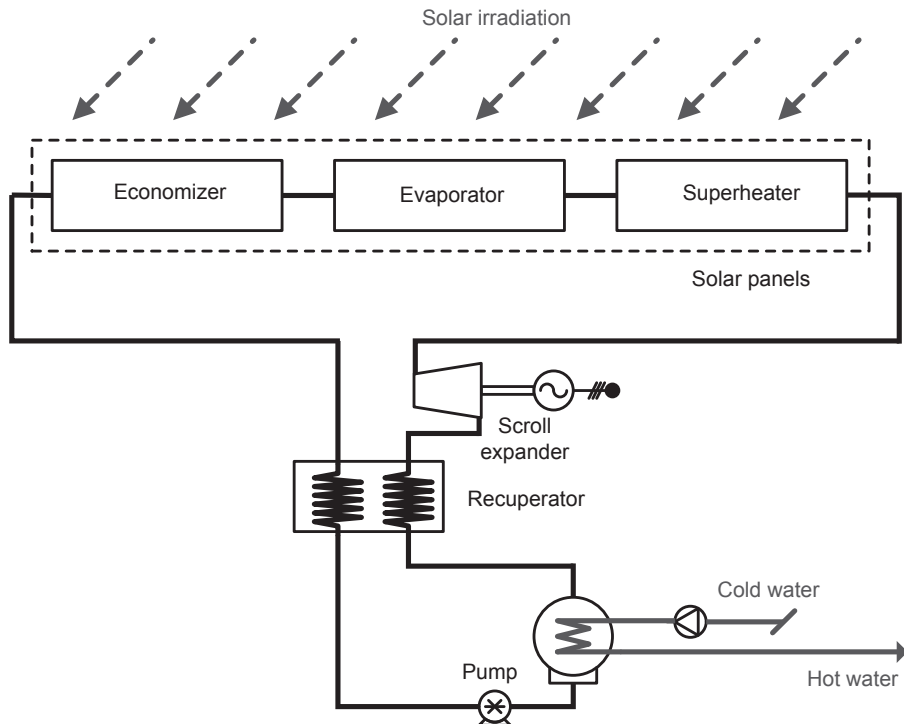 Solar irradiation
Economizer
Evaporator
Superheater
Solar panels
Scroll
expander
Recuperator
Cold water
Pump
Hot water